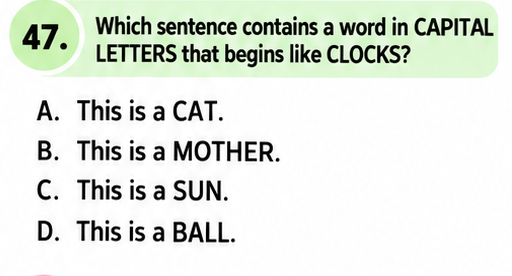 47. Which sentence contains a word in CAPITAL
LETTERS that begins like CLOCKS?
A. This is a CAT.
B. This is a MOTHER.
C. This is a SUN.
D. This is a BALL.